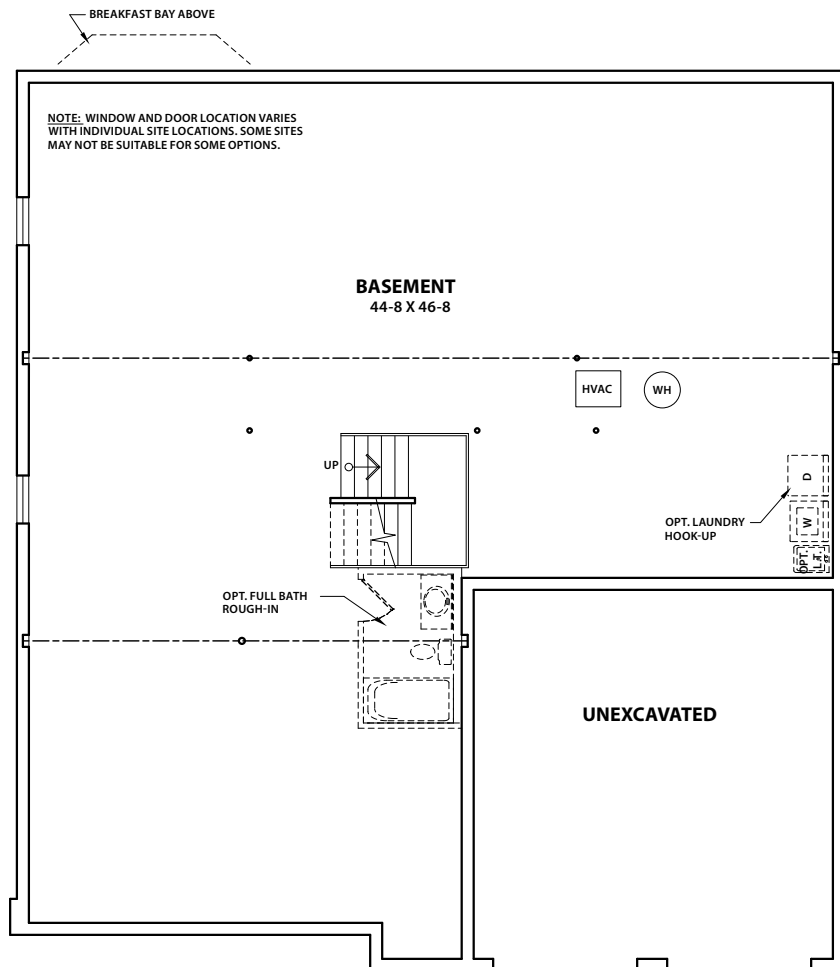 BREAKFAST BAY ABOVE
NOTE: WINDOW AND DOOR LOCATION VARIES
WITH INDIVIDUAL SITE LOCATIONS. SOME SITES
MAY NOT BE SUITABLE FOR SOME OPTIONS.
BASEMENT
44-8 X 46-8
HVAC
WH
UP
D
W
OPT.
L.T.
OPT. LAUNDRY
HOOK-UP
OPT. FULL BATH
ROUGH-IN
UNEXCAVATED